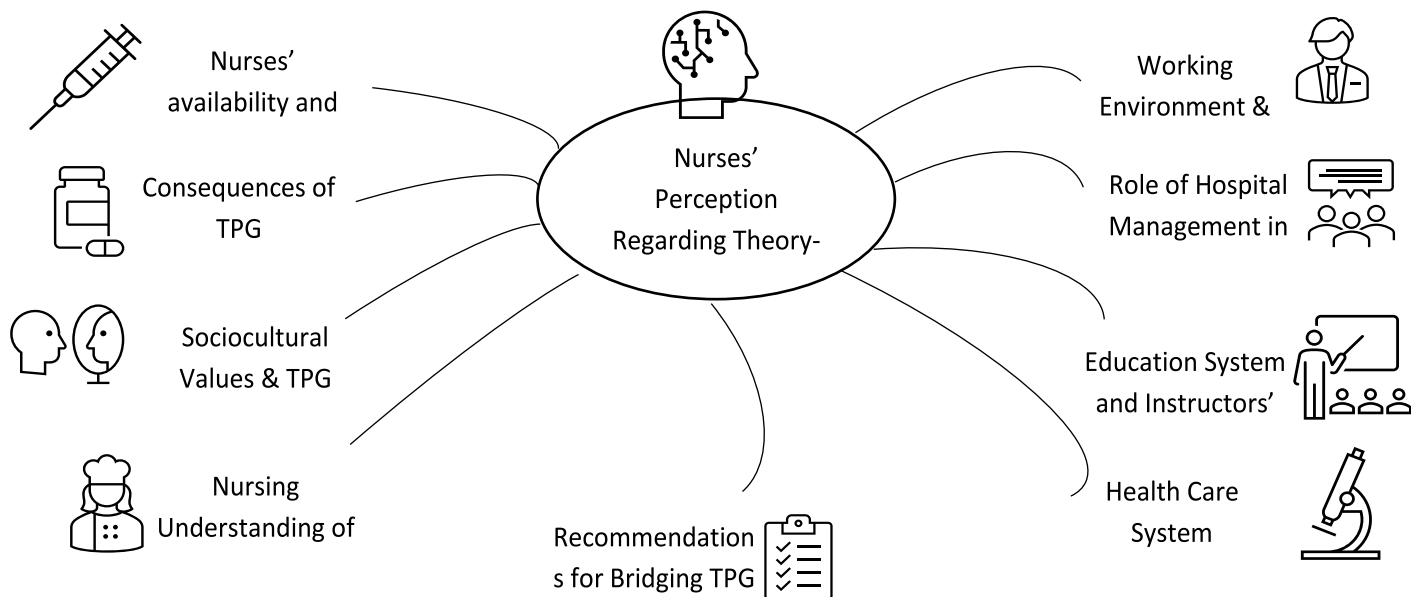 Nurses’
availability and
Consequences of
TPG
Sociocultural
Values & TPG
Nursing
Understanding of
Nurses’
Perception
Regarding Theory-
Recommendation
s for Bridging TPG
Working
Environment &
Role of Hospital
Management in
Education System
and Instructors’
Health Care
System